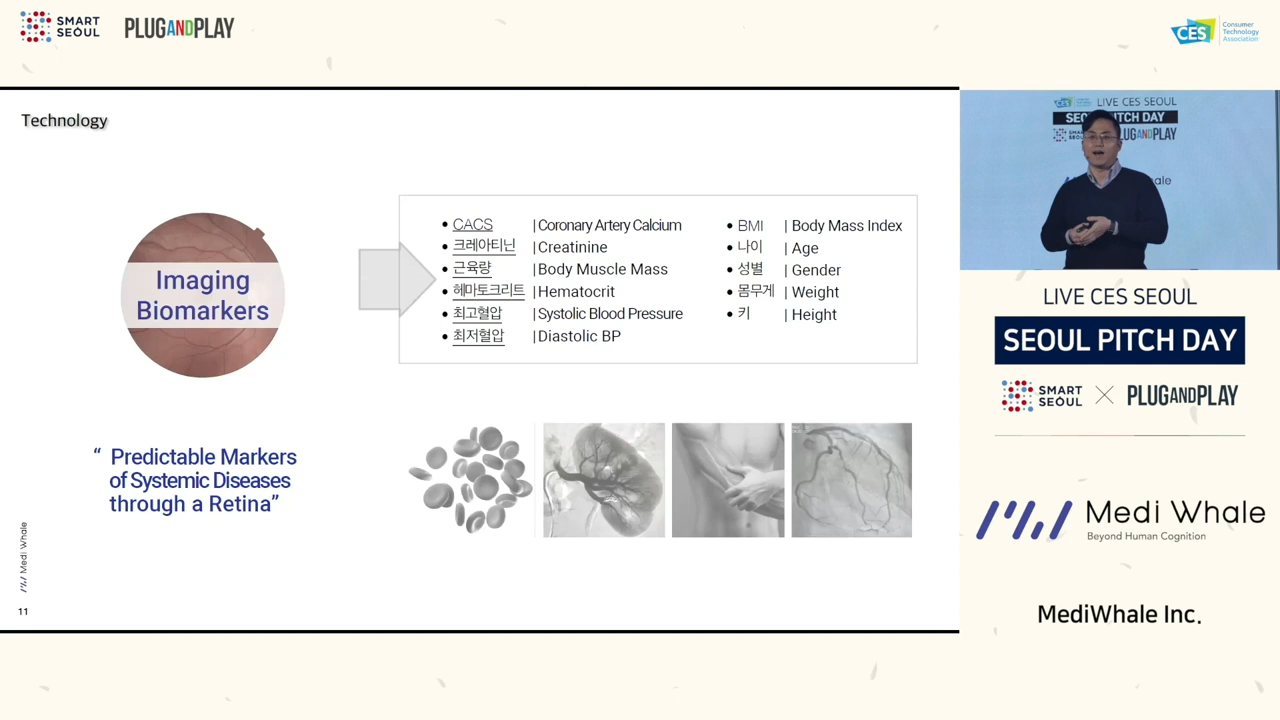 SMART
SEOUL
PLUGANDPLAY
CES
Consumer
Technology
Association
Technology
Imaging
Biomarkers
• CACS | Coronary Artery Calcium
• 크레아티닌 | Creatinine
• 근육량 | Body Muscle Mass
• 헤마토크리트 | Hematocrit
• 최고혈압 | Systolic Blood Pressure
• 최저혈압 | Diastolic BP
• BMI | Body Mass Index
• 나이 | Age
• 성별 | Gender
• 몸무게 | Weight
• 키 | Height
“ Predictable Markers
of Systemic Diseases
through a Retina”
Medi Whale
11
CES LIVE CES SEOUL
PITCH DAY
PLUGANDPLAY
LIVE CES SEOUL
SEOUL PITCH DAY
SMART
SEOUL
PLUGANDPLAY
Medi Whale
Beyond Human Cognition
MediWhale Inc.